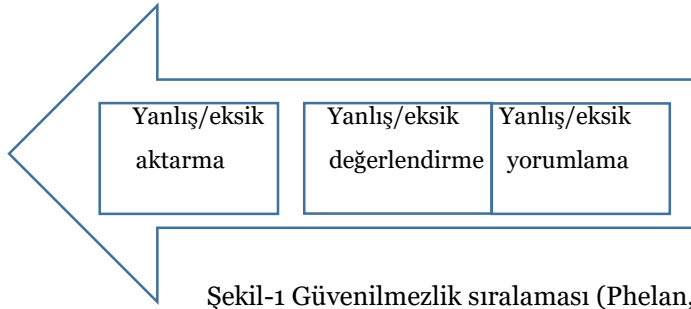 Yanlış/eksik
aktarma
Yanlış/eksik
değerlendirme
Yanlış/eksik
yorumlama
Şekil-1 Güvenilmezlik sıralaması (Phelan,